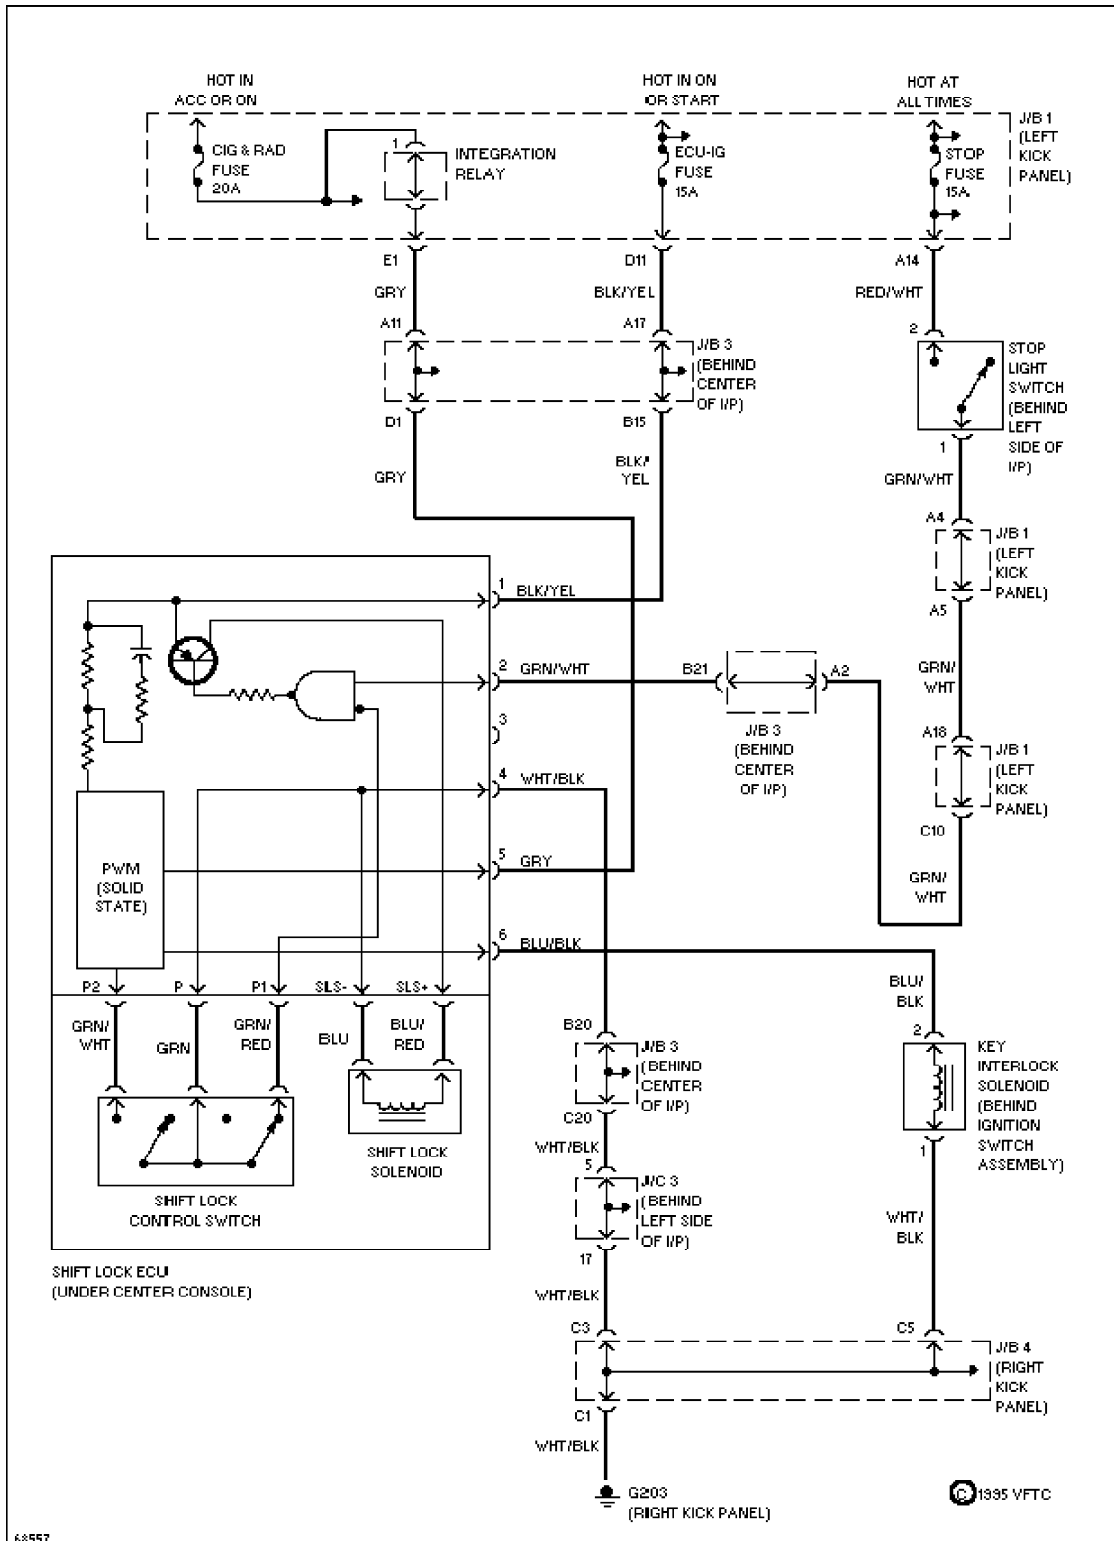 HOT IN
ACC OR ON
HOT IN ON
OR START
HOT AT
ALL TIMES
J/B 1
(LEFT
KICK
PANEL)
CIG & RAD
FUSE
20A
1
INTEGRATION
RELAY
ECU-IG
FUSE
15A
STOP
FUSE
15A
E1
D11
A14
GRY
BLK/YEL
RED/WHT
A11
A17
2
J/B 3
(BEHIND
CENTER
OF I/P)
STOP
LIGHT
SWITCH
(BEHIND
LEFT
SIDE OF
I/P)
D1
B15
1
GRY
BLK/
YEL
GRN/WHT
A4
J/B 1
(LEFT
KICK
PANEL)
A5
1
BLK/YEL
2
GRN/WHT
B21
A2
GRN/
WHT
3
J/B 3
(BEHIND
CENTER
OF I/P)
A18
J/B 1
(LEFT
KICK
PANEL)
C10
4
WHT/BLK
5
GRY
GRN/
WHT
PWM
(SOLID
STATE)
6
BLU/BLK
P2
P
P1
SLS-
SLS+
BLU/
BLK
GRN/
WHT
GRN
GRN/
RED
BLU
BLU/
RED
B20
J/B 3
(BEHIND
CENTER
OF I/P)
C20
2
KEY
INTERLOCK
SOLENOID
(BEHIND
IGNITION
SWITCH
ASSEMBLY)
1
WHT/BLK
5
J/C 3
(BEHIND
LEFT SIDE
OF I/P)
17
SHIFT LOCK
SOLENOID
SHIFT LOCK
CONTROL SWITCH
WHT/
BLK
SHIFT LOCK ECU
(UNDER CENTER CONSOLE)
WHT/BLK
C3
C5
J/B 4
(RIGHT
KICK
PANEL)
C1
WHT/BLK
G203
(RIGHT KICK PANEL)
© 1995 VFTC
68557